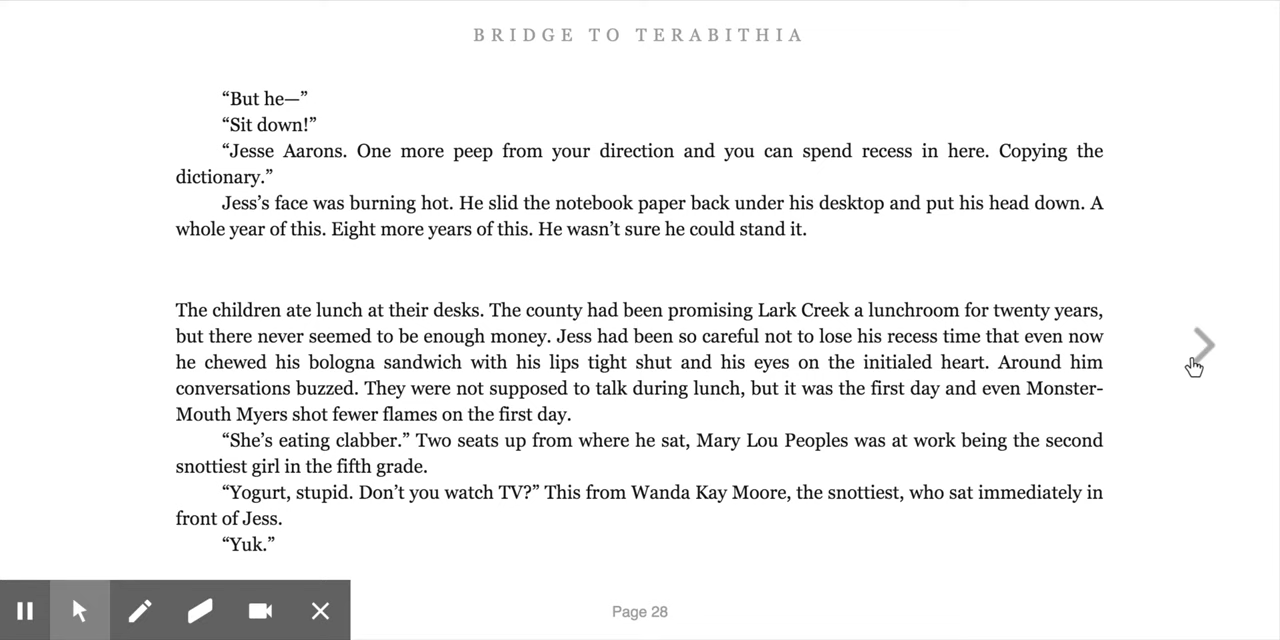 BRIDGE TO TERABITHIA
“But he—”
“Sit down!”
“Jesse Aarons. One more peep from your direction and you can spend recess in here. Copying the
dictionary.”
Jess’s face was burning hot. He slid the notebook paper back under his desktop and put his head down. A
whole year of this. Eight more years of this. He wasn’t sure he could stand it.
The children ate lunch at their desks. The county had been promising Lark Creek a lunchroom for twenty years,
but there never seemed to be enough money. Jess had been so careful not to lose his recess time that even now
he chewed his bologna sandwich with his lips tight shut and his eyes on the initialed heart. Around him
conversations buzzed. They were not supposed to talk during lunch, but it was the first day and even Monster-
Mouth Myers shot fewer flames on the first day.
“She’s eating clabber.” Two seats up from where he sat, Mary Lou Peoples was at work being the second
snottiest girl in the fifth grade.
“Yogurt, stupid. Don’t you watch TV?” This from Wanda Kay Moore, the snottiest, who sat immediately in
front of Jess.
“Yuk.”
Page 28